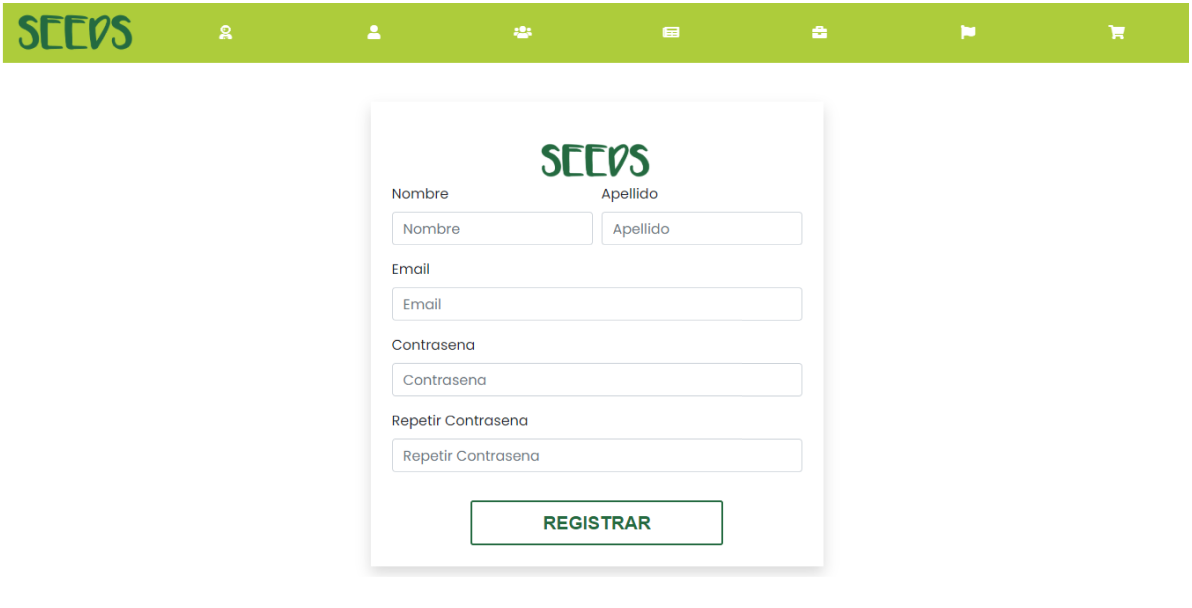 SEEDS
SEEDS
Nombre Apellido
Nombre Apellido
Email
Email
Contrasena
Contrasena
Repetir Contrasena
Repetir Contrasena
REGISTRAR